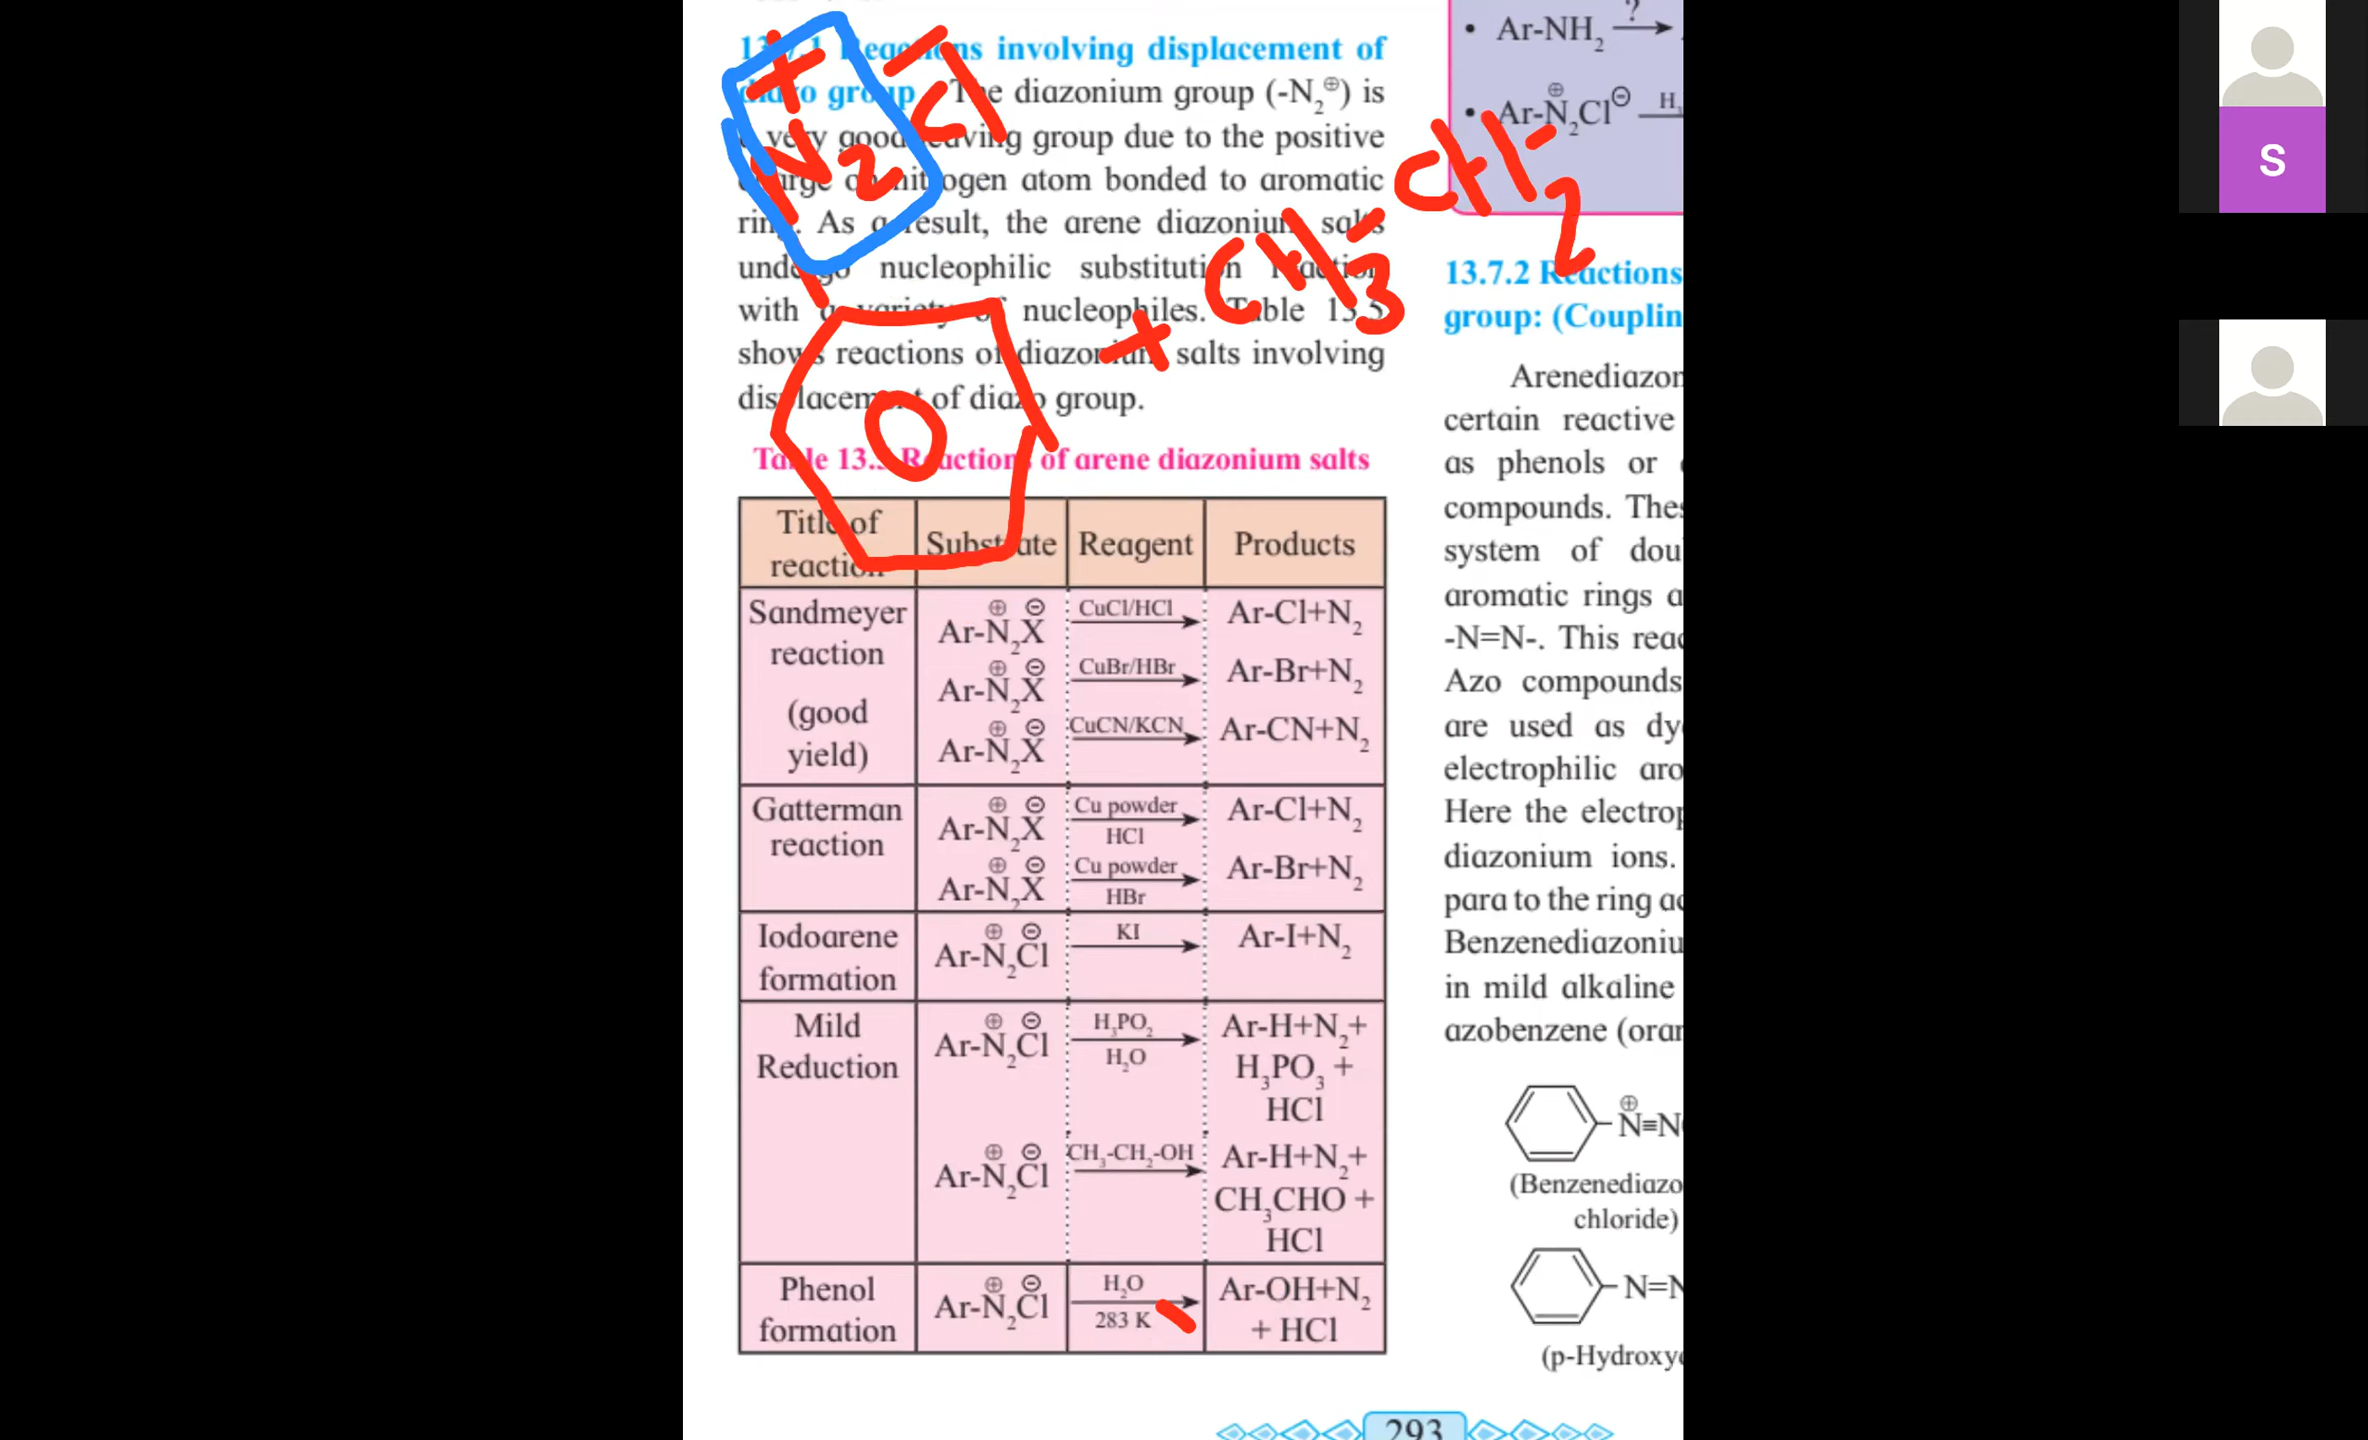 13.7.1 Reactions involving displacement of
diazo group : The diazonium group (-N₂⊕) is
a very good leaving group due to the positive
charge on nitrogen atom bonded to aromatic
ring. As a result, the arene diazonium salts
undergo nucleophilic substitution reaction
with a variety of nucleophiles. Table 13.5
shows reactions of diazonium salts involving
displacement of diazo group.
+
N₂ Cl⁻
+ CH₃-CH₂-
Table 13.5 Reactions of arene diazonium salts
Title of reaction Substrate Reagent Products
Sandmeyer reaction (good yield)
Ar-N₂⊕X⊖ CuCl/HCl Ar-Cl+N₂
Ar-N₂⊕X⊖ CuBr/HBr Ar-Br+N₂
Ar-N₂⊕X⊖ CuCN/KCN Ar-CN+N₂
Gatterman reaction
Ar-N₂⊕X⊖ Cu powder HCl Ar-Cl+N₂
Ar-N₂⊕X⊖ Cu powder HBr Ar-Br+N₂
Iodoarene formation
Ar-N₂⊕Cl⊖ KI Ar-I+N₂
Mild Reduction
Ar-N₂⊕Cl⊖ H₃PO₂ H₂O Ar-H+N₂+ H₃PO₃ + HCl
Ar-N₂⊕Cl⊖ CH₃-CH₂-OH Ar-H+N₂+ CH₃CHO + HCl
Phenol formation
Ar-N₂⊕Cl⊖ H₂O 283 K Ar-OH+N₂ + HCl
• Ar-NH₂ ?
• Ar-N₂⊕Cl⊖ H
13.7.2 Reactions
group: (Couplin
Arenediazon
certain reactive
as phenols or
compounds. Thes
system of dou
aromatic rings a
-N=N-. This reac
Azo compounds
are used as dy
electrophilic aro
Here the electrop
diazonium ions.
para to the ring ac
Benzenediazoniu
in mild alkaline
azobenzene (oran
N⊕≡N
(Benzenediazo
chloride)
N=N
(p-Hydroxy
293
S